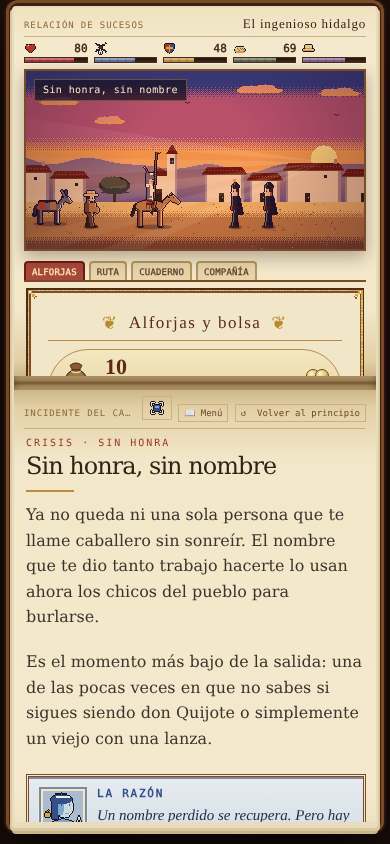 RELACIÓN DE SUCESOS
El ingenioso hidalgo
80
48
69
Sin honra, sin nombre
ALFORJAS
RUTA
CUADERNO
COMPAÑÍA
Alforjas y bolsa
10
INCIDENTE DEL CA…
Menú
↺ Volver al principio
CRISIS · SIN HONRA
Sin honra, sin nombre
Ya no queda ni una sola persona que te
llame caballero sin sonreír. El nombre
que te dio tanto trabajo hacerte lo usan
ahora los chicos del pueblo para
burlarse.
Es el momento más bajo de la salida: una
de las pocas veces en que no sabes si
sigues siendo don Quijote o simplemente
un viejo con una lanza.
LA RAZÓN
Un nombre perdido se recupera. Pero hay